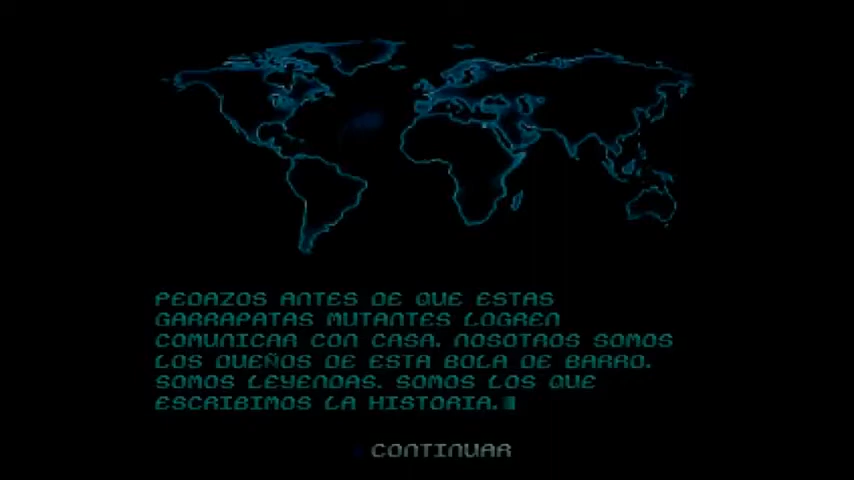 PEDAZOS ANTES DE QUE ESTAS
GARRAPATAS MUTANTES LOGREN
COMUNICAR CON CASA. NOSOTROS SOMOS
LOS DUEÑOS DE ESTA BOLA DE BARRO.
SOMOS LEYENDAS. SOMOS LOS QUE
ESCRIBIMOS LA HISTORIA.
CONTINUAR